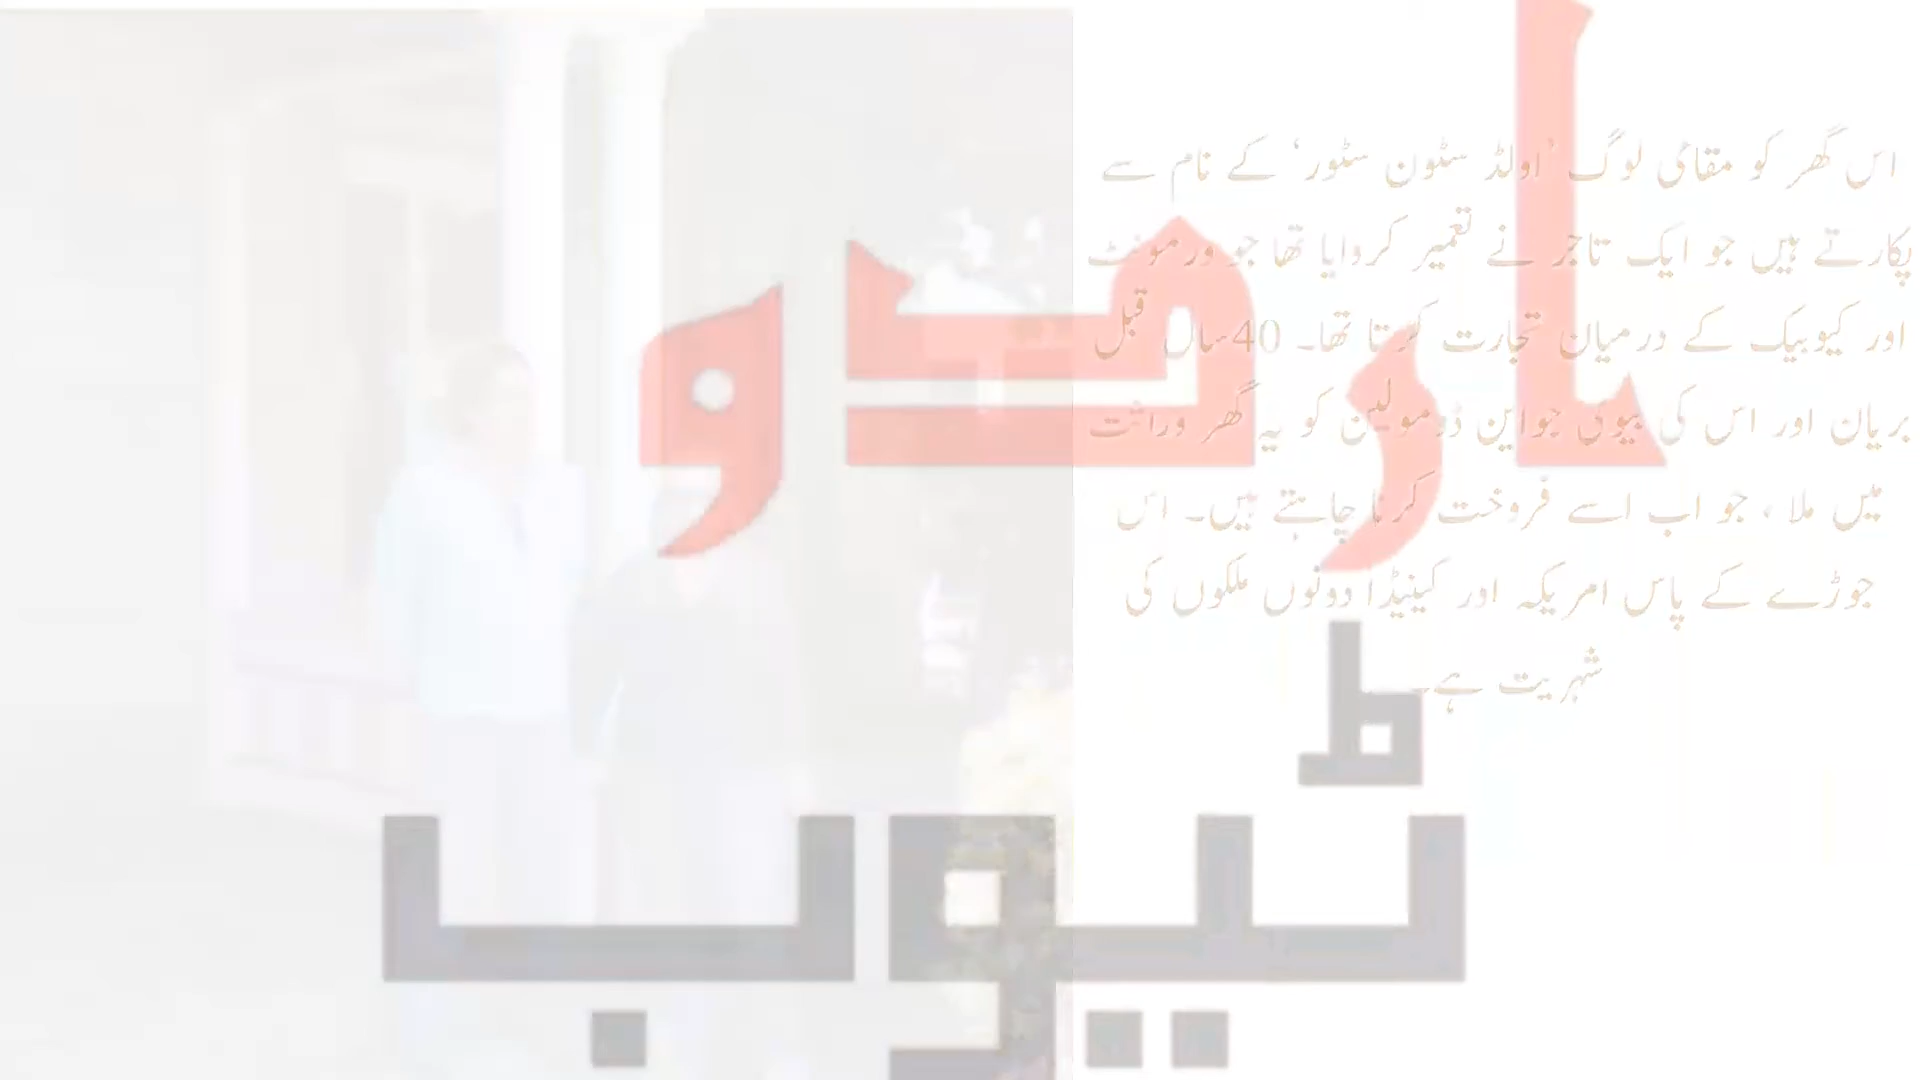 اس گھر کو مقامی لوگ 'اولڈ سٹون سٹور' کے نام سے
پکارتے ہیں جو ایک تاجر نے تعمیر کروایا تھا جو ورمونٹ
اور کیوبیک کے درمیان تجارت کرتا تھا۔ 40سال قبل
بریان اور اس کی بیوی جواین ڈومولین کو یہ گھر وراثت
میں ملا ، جو اب اسے فروخت کرنا چاہتے ہیں۔ اس
جوڑے کے پاس امریکہ اور کینیڈا دونوں ملکوں کی
شہریت ہے۔
اردو
ٹیوب